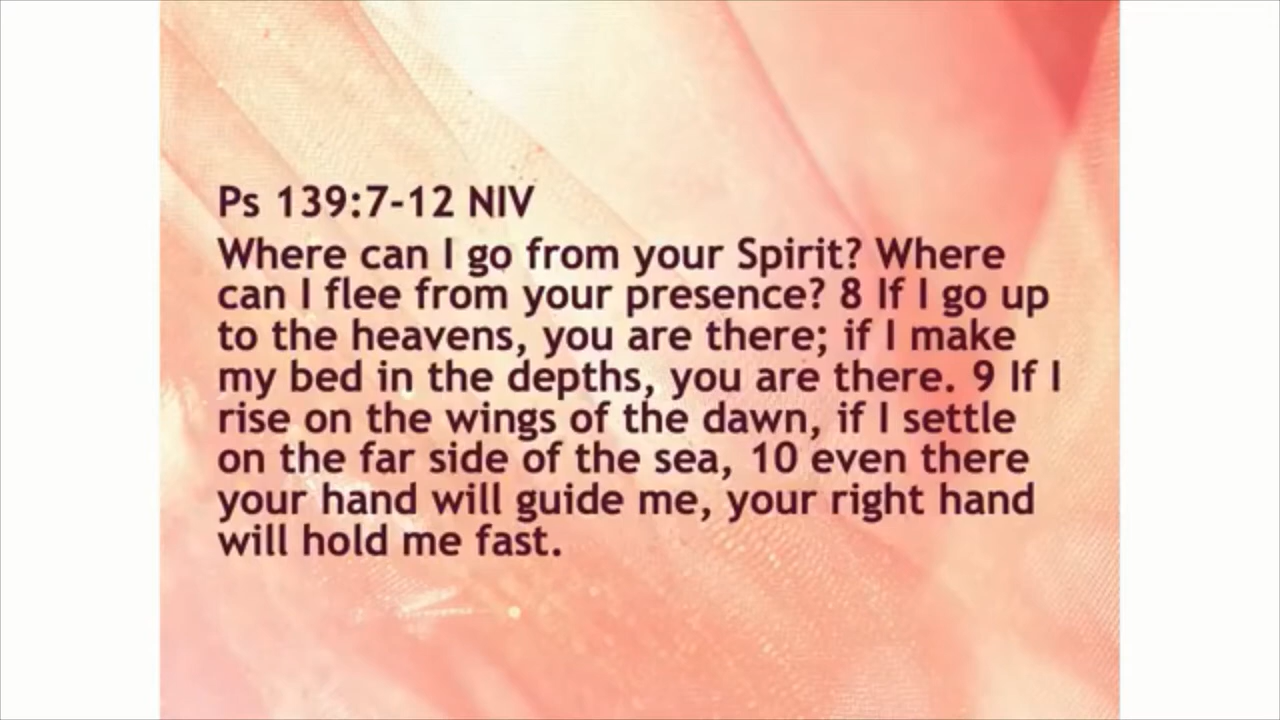 Ps 139:7-12 NIV
Where can I go from your Spirit? Where
can I flee from your presence? 8 If I go up
to the heavens, you are there; if I make
my bed in the depths, you are there. 9 If I
rise on the wings of the dawn, if I settle
on the far side of the sea, 10 even there
your hand will guide me, your right hand
will hold me fast.